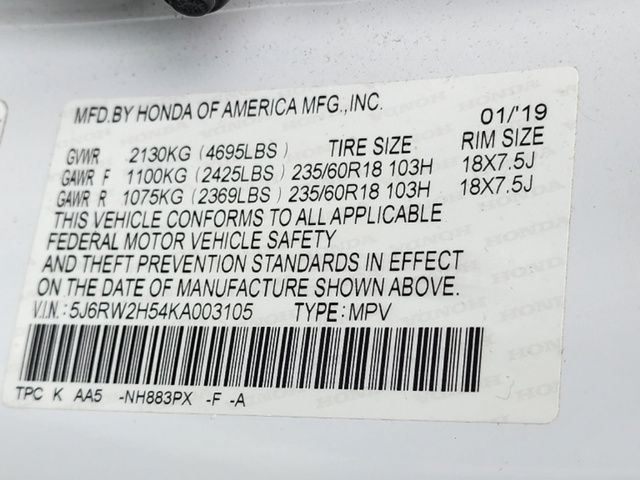 MFD.BY HONDA OF AMERICA MFG.,INC. 01/'19
GVWR 2130KG (4695LBS) TIRE SIZE RIM SIZE
GAWR F 1100KG (2425LBS) 235/60R18 103H 18X7.5J
GAWR R 1075KG (2369LBS) 235/60R18 103H 18X7.5J
THIS VEHICLE CONFORMS TO ALL APPLICABLE
FEDERAL MOTOR VEHICLE SAFETY
AND THEFT PREVENTION STANDARDS IN EFFECT
ON THE DATE OF MANUFACTURE SHOWN ABOVE.
V.I.N: 5J6RW2H54KA003105 TYPE: MPV
TPC K AA5 -NH883PX -F -A